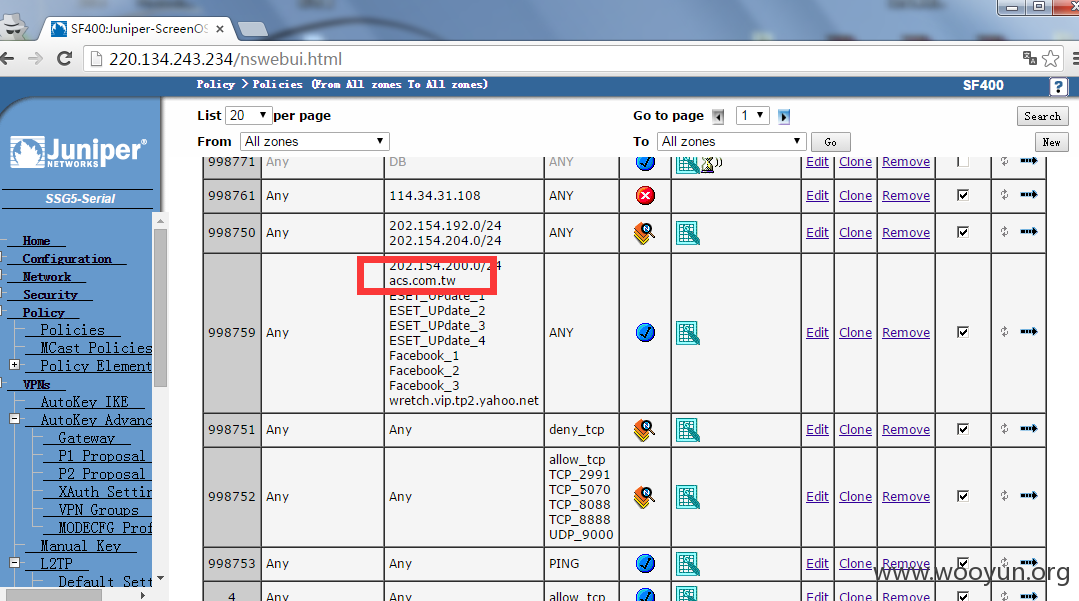 SF400:Juniper-ScreenOS
220.134.243.234/nswebui.html
Policy > Policies (From All zones To All zones)
SF400
?
List 20 per page
Go to page 1
Search
From All zones
To All zones
Go
New
Juniper
NETWORKS
SSG5-Serial
Home
Configuration
Network
Security
Policy
Policies
MCast Policies
Policy Element
VPNs
AutoKey IKE
AutoKey Advanc
Gateway
P1 Proposal
P2 Proposal
XAuth Settin
VPN Groups
MODECFG Prof
Manual Key
L2TP
Default Sett
998771 Any DB ANY Edit Clone Remove
998761 Any 114.34.31.108 ANY Edit Clone Remove
998750 Any 202.154.192.0/24 ANY Edit Clone Remove
202.154.204.0/24
202.154.200.0/24
acs.com.tw
ESET_UPdate_1
ESET_UPdate_2
ESET_UPdate_3
998759 Any ESET_UPdate_4 ANY Edit Clone Remove
Facebook_1
Facebook_2
Facebook_3
wretch.vip.tp2.yahoo.net
998751 Any Any deny_tcp Edit Clone Remove
allow_tcp
TCP_2991
TCP_5070
998752 Any Any TCP_8088 Edit Clone Remove
TCP_8888
UDP_9000
998753 Any Any PING Edit Clone Remove
4 Any Any allow_tcp Edit Clone Remove
www.wooyun.org